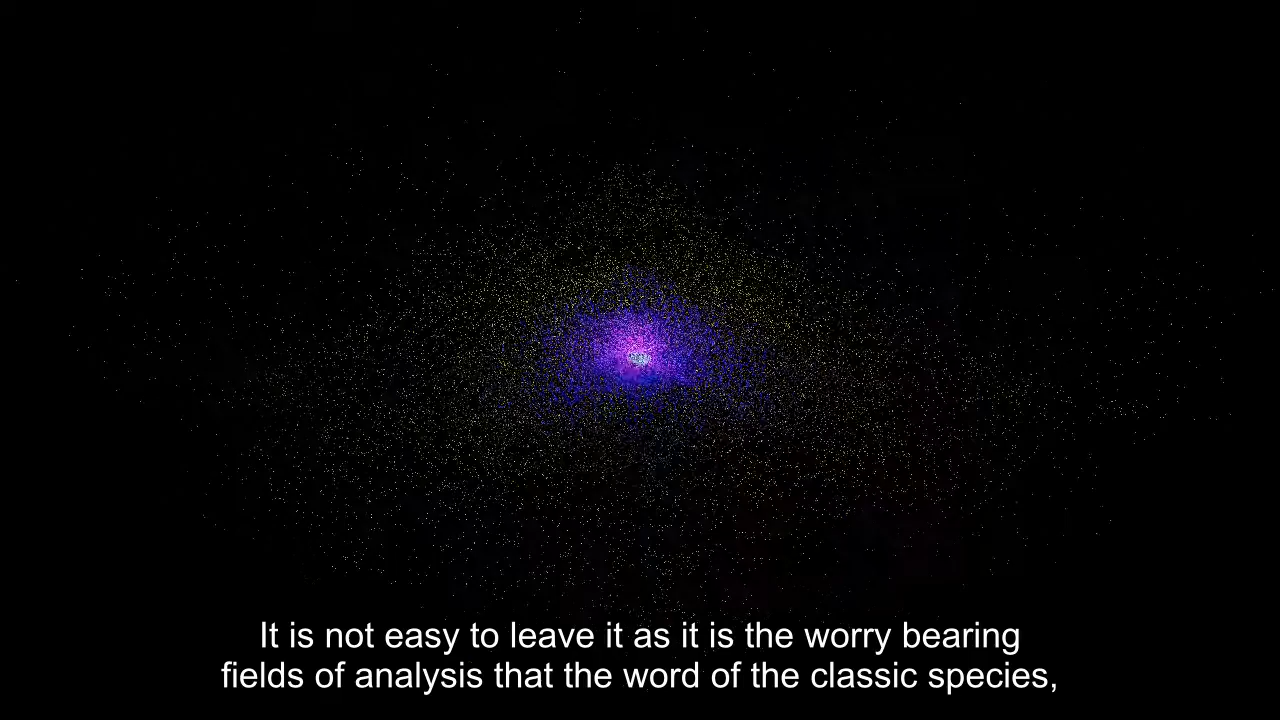 It is not easy to leave it as it is the worry bearing
fields of analysis that the word of the classic species,